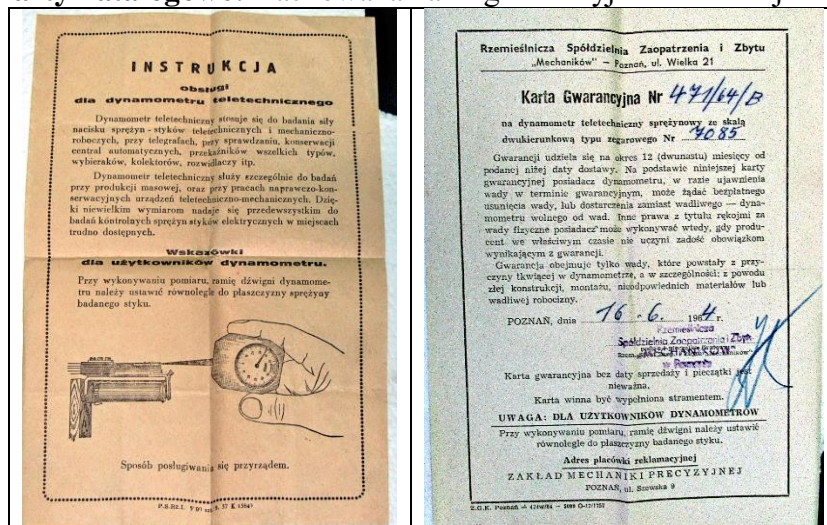 INSTRUKCJA
obsługi
dla dynamometru teletechnicznego
Dynamometr teletechniczny stosuje się do badania siły
nacisku sprężyn - styków teletechnicznych i mechaniczno-
roboczych, przy telegrafach, przy sprawdzaniu, konserwacji
central automatycznych, przekaźników wszelkich typów,
wybieraków, kolektorów, rozwidlaczy itp.
Dynamometr teletechniczny służy szczególnie do badań
przy produkcji masowej, oraz przy pracach naprawczo-kon-
serwacyjnych urządzeń teletechniczno-mechanicznych. Dzię-
ki niewielkim wymiarom nadaje się przedewszystkim do
badań kontrolnych sprężyn styków elektrycznych w miejscach
trudno dostępnych.
Wskazówki
dla użytkowników dynamometru.
Przy wykonywaniu pomiaru, ramię dźwigni dynamome-
tru należy ustawić równolegle do płaszczyzny sprężyny
badanego styku.
Sposób posługiwania się przyrządem.
Rzemieślnicza Spółdzielnia Zaopatrzenia i Zbytu
„Mechaników" — Poznań, ul. Wielka 21
Karta Gwarancyjna Nr 471/64/B
na dynamometr teletechniczny sprężynowy ze skalą
dwukierunkową typu zegarowego Nr 7085
Gwarancji udziela się na okres 12 (dwunastu) miesięcy od
podanej niżej daty dostawy. Na podstawie niniejszej karty
gwarancyjnej posiadacz dynamometru, w razie ujawnienia
wady w terminie gwarancyjnym, może żądać bezpłatnego
usunięcia wady, lub dostarczenia zamiast wadliwego — dyna-
mometru wolnego od wad. Inne prawa z tytułu rękojmi za
wady fizyczne posiadacz może wykonywać wtedy, gdy produ-
cent we właściwym czasie nie uczyni zadość obowiązkom
wynikającym z gwarancji.
Gwarancja obejmuje tylko wady, które powstały z przy-
czyny tkwiącej w dynamometrze, a w szczególności: z powodu
złej konstrukcji, montażu, nieodpowiednich materiałów lub
wadliwej robocizny.
POZNAŃ, dnia 16 - 6. 1964 r.
Rzemieślnicza
Spółdzielnia Zaopatrzenia i Zbytu
w Poznaniu
Karta gwarancyjna bez daty sprzedaży i pieczątki jest
nieważna.
Karta winna być wypełniona atramentem.
UWAGA: DLA UŻYTKOWNIKÓW DYNAMOMETRÓW
Przy wykonywaniu pomiaru, ramię dźwigni należy ustawić
równolegle do płaszczyzny badanego styku.
Adres placówki reklamacyjnej
ZAKŁAD MECHANIKI PRECYZYJNEJ
POZNAŃ, ul. Szewska 9